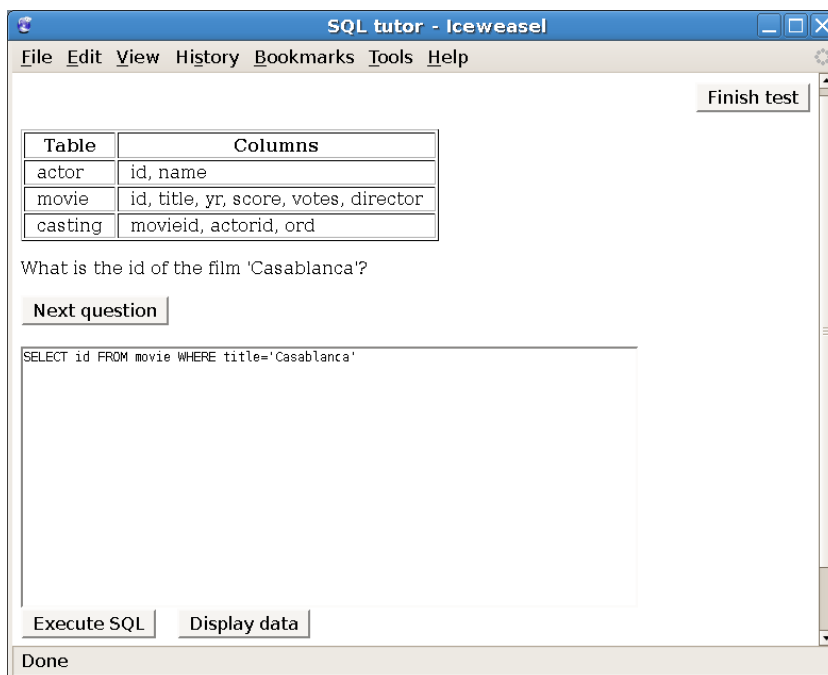 SQL tutor - Iceweasel
File Edit View History Bookmarks Tools Help
Finish test
Table Columns
actor id, name
movie id, title, yr, score, votes, director
casting movieid, actorid, ord
What is the id of the film 'Casablanca'?
Next question
SELECT id FROM movie WHERE title='Casablanca'
Execute SQL Display data
Done